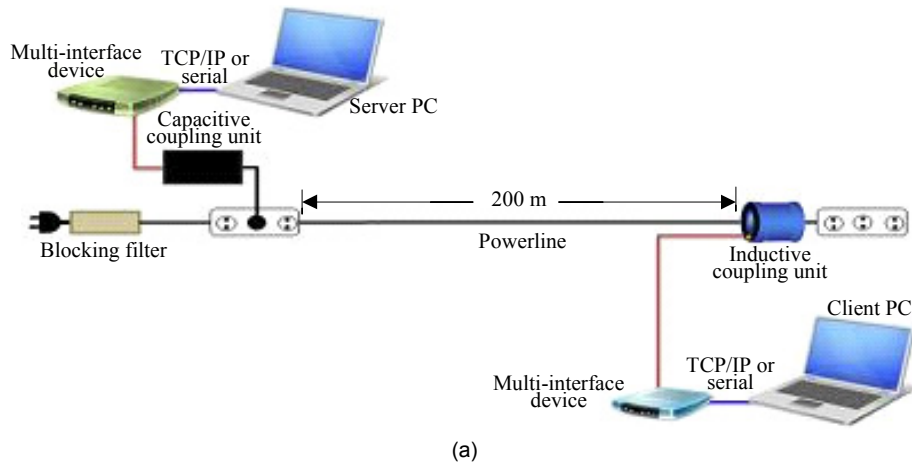 Multi-interface
device
TCP/IP or
serial
Server PC
Capacitive
coupling unit
200 m
Blocking filter
Powerline
Inductive
coupling unit
Client PC
TCP/IP or
serial
Multi-interface
device
(a)